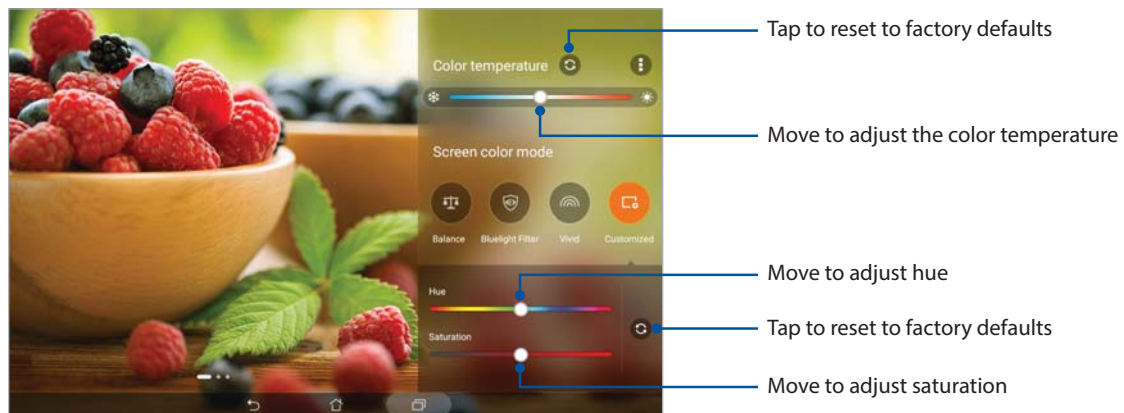 Tap to reset to factory defaults
Color temperature
Move to adjust the color temperature
Screen color mode
Balance
Bluelight Filter
Vivid
Customized
Move to adjust hue
Hue
Tap to reset to factory defaults
Saturation
Move to adjust saturation